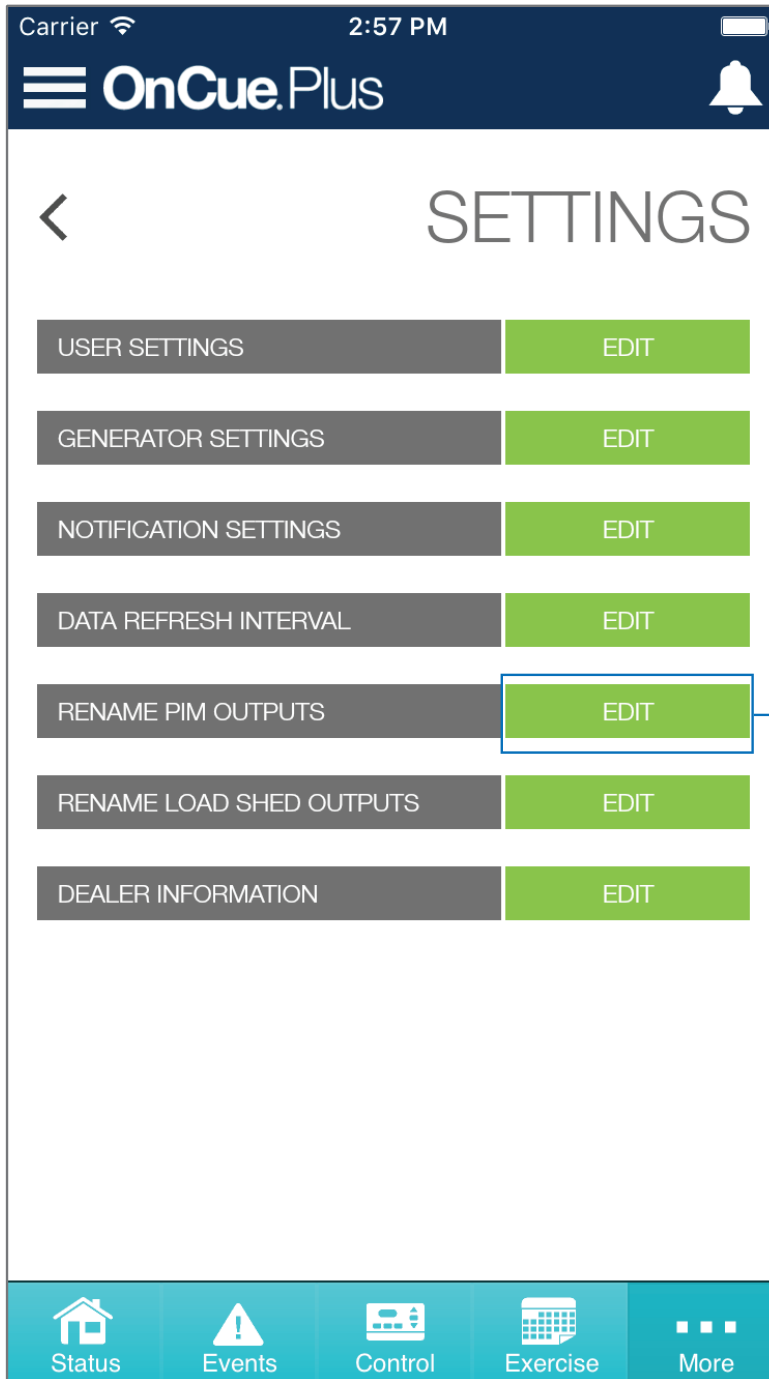 Carrier 2:57 PM
OnCue.Plus
SETTINGS
USER SETTINGS EDIT
GENERATOR SETTINGS EDIT
NOTIFICATION SETTINGS EDIT
DATA REFRESH INTERVAL EDIT
RENAME PIM OUTPUTS EDIT
RENAME LOAD SHED OUTPUTS EDIT
DEALER INFORMATION EDIT
Status Events Control Exercise More